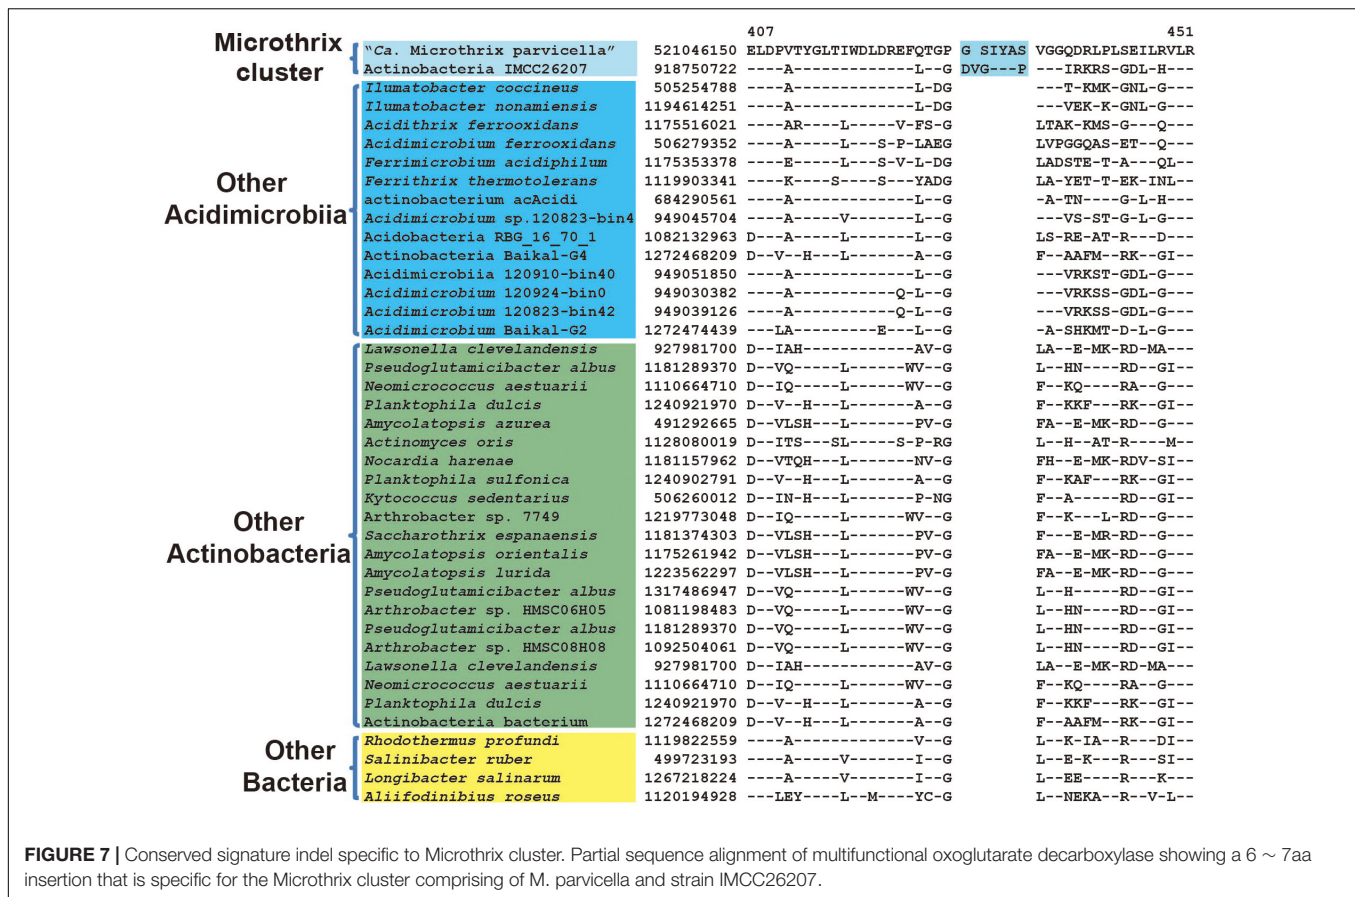 407 451
Microthrix cluster
"Ca. Microthrix parvicella" 521046150 ELDPVTYGLTIWDLDREFQTGP G SIYAS VGGQDRLPLSEILRVLR
Actinobacteria IMCC26207 918750722 ----A-------------L--G DVG---P ---IRKRS-GDL-H---
Other Acidimicrobiia
Ilumatobacter coccineus 505254788 ----A-------------L-DG ---T-KMK-GNL-G---
Ilumatobacter nonamiensis 1194614251 ----A-------------L-DG ---VEK-K-GNL-G---
Acidithrix ferrooxidans 1175516021 ----AR----L-----V-FS-G LTAK-KMS-G---Q---
Acidimicrobium ferrooxidans 506279352 ----A---------S-P-LAEG LVPGGQAS-ET--Q---
Ferrimicrobium acidiphilum 1175353378 ----E---------S-V-L-DG LADSTE-T-A---QL--
Ferrithrix thermotolerans 1119903341 ----K----S----S---YADG LA-YET-T-EK-INL--
actinobacterium acAcidi 684290561 ----A-------------L--G -A-TN----G-L-H---
Acidimicrobium sp.120823-bin4 949045704 ----A-----V-------L--G ---VS-ST-G-L-G---
Acidobacteria RBG_16_70_1 1082132963 D---A-------------L--G LS-RE-AT-R---D---
Actinobacteria Baikal-G4 1272468209 D--V--H---L-------A--G F--AAFM--RK--GI--
Acidimicrobiia 120910-bin40 949051850 ----A-------------L--G ---VRKST-GDL-G---
Acidimicrobium 120924-bin0 949030382 ----A-----------Q-L--G ---VRKSS-GDL-G---
Acidimicrobium 120823-bin42 949039126 ----A-----------Q-L--G ---VRKSS-GDL-G---
Acidimicrobium Baikal-G2 1272474439 ---LA---------E---L--G -A-SHKMT-D-L-G---
Other Actinobacteria
Lawsonella clevelandensis 927981700 D--IAH------------AV-G LA--E-MK-RD-MA---
Pseudoglutamicibacter albus 1181289370 D--VQ-----L------WV--G L--HN----RD--GI--
Neomicrococcus aestuarii 1110664710 D--IQ-----L------WV--G F--KQ----RA--G---
Planktophila dulcis 1240921970 D--V--H---L-------A--G F--KKF---RK--GI--
Amycolatopsis azurea 491292665 D--VLSH---L-------PV-G FA--E-MK-RD--G---
Actinomyces oris 1128080019 D--ITS---SL-----S-P-RG L--H--AT-R----M--
Nocardia harenae 1181157962 D--VTQH---L-------NV-G FH--E-MK-RDV-SI--
Planktophila sulfonica 1240902791 D--V--H---L-------A--G F--KAF---RK--GI--
Kytococcus sedentarius 506260012 D--IN-H---L-------P-NG F--A-----RD--GI--
Arthrobacter sp. 7749 1219773048 D--IQ-----L------WV--G F--K---L-RD--G---
Saccharothrix espanaensis 1181374303 D--VLSH---L-------PV-G F---E-MR-RD--G---
Amycolatopsis orientalis 1175261942 D--VLSH---L-------PV-G FA--E-MK-RD--G---
Amycolatopsis lurida 1223562297 D--VLSH---L-------PV-G FA--E-MK-RD--G---
Pseudoglutamicibacter albus 1317486947 D--VQ-----L------WV--G L--H-----RD--GI--
Arthrobacter sp. HMSC06H05 1081198483 D--VQ-----L------WV--G L--HN----RD--GI--
Pseudoglutamicibacter albus 1181289370 D--VQ-----L------WV--G L--HN----RD--GI--
Arthrobacter sp. HMSC08H08 1092504061 D--VQ-----L------WV--G L--HN----RD--GI--
Lawsonella clevelandensis 927981700 D--IAH------------AV-G LA--E-MK-RD-MA---
Neomicrococcus aestuarii 1110664710 D--IQ-----L------WV--G F--KQ----RA--G---
Planktophila dulcis 1240921970 D--V--H---L-------A--G F--KKF---RK--GI--
Actinobacteria bacterium 1272468209 D--V--H---L-------A--G F--AAFM--RK--GI--
Other Bacteria
Rhodothermus profundi 1119822559 ----A-------------V--G L--K-IA--R---DI--
Salinibacter ruber 499723193 ----A-----V-------I--G L--E-K---R---SI--
Longibacter salinarum 1267218224 ----A-----V-------I--G L--EE----R---K---
Aliifodinibius roseus 1120194928 ---LEY----L--M----YC-G L--NEKA--R--V-L--
FIGURE 7 | Conserved signature indel specific to Microthrix cluster. Partial sequence alignment of multifunctional oxoglutarate decarboxylase showing a 6 ~ 7aa
insertion that is specific for the Microthrix cluster comprising of M. parvicella and strain IMCC26207.